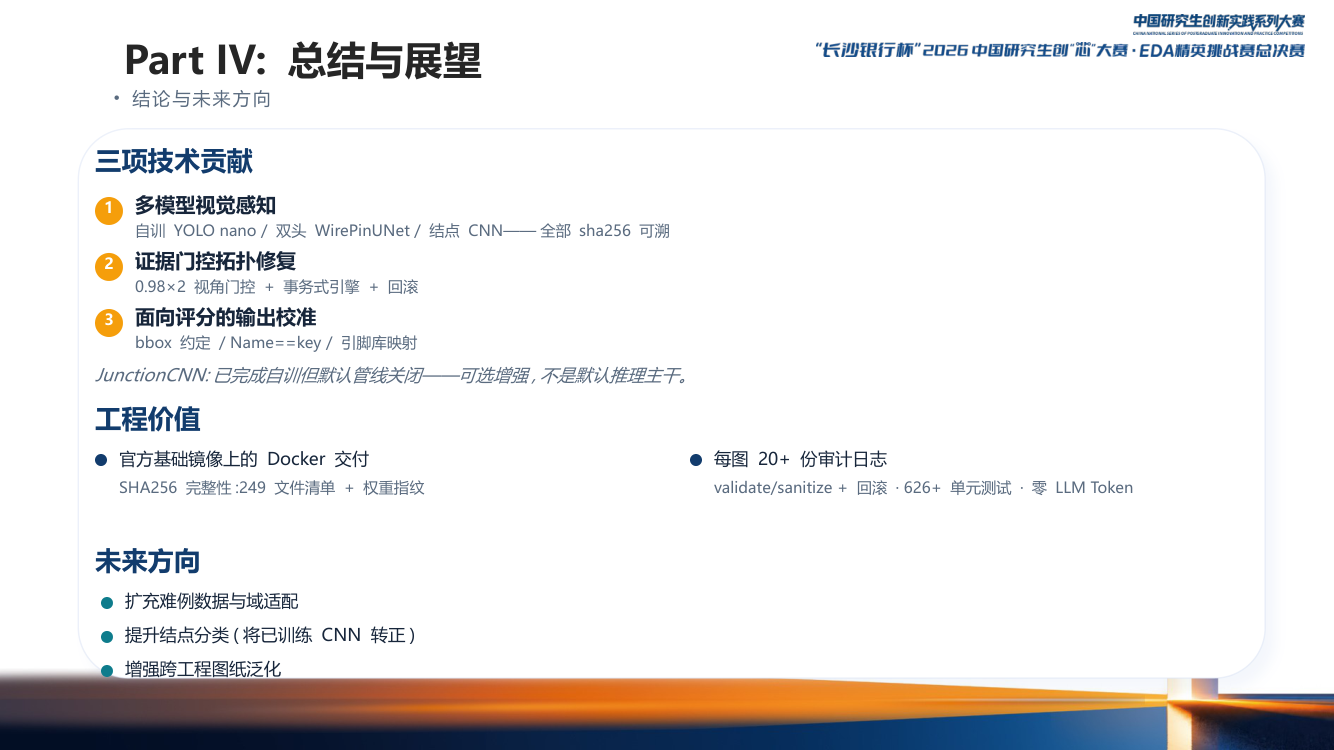 中国研究生创新实践系列大赛
CHINA NATIONAL SERIES OF POSTGRADUATE INNOVATION AND PRACTICE COMPETITIONS
“长沙银行杯”2026中国研究生创“芯”大赛·EDA精英挑战赛总决赛
Part IV: 总结与展望
• 结论与未来方向
三项技术贡献
1 多模型视觉感知
自训 YOLO nano / 双头 WirePinUNet / 结点 CNN—— 全部 sha256 可溯
2 证据门控拓扑修复
0.98×2 视角门控 + 事务式引擎 + 回滚
3 面向评分的输出校准
bbox 约定 / Name==key / 引脚库映射
JunctionCNN: 已完成自训但默认管线关闭——可选增强 , 不是默认推理主干。
工程价值
官方基础镜像上的 Docker 交付
SHA256 完整性 :249 文件清单 + 权重指纹
每图 20+ 份审计日志
validate/sanitize + 回滚 · 626+ 单元测试 · 零 LLM Token
未来方向
扩充难例数据与域适配
提升结点分类 ( 将已训练 CNN 转正 )
增强跨工程图纸泛化